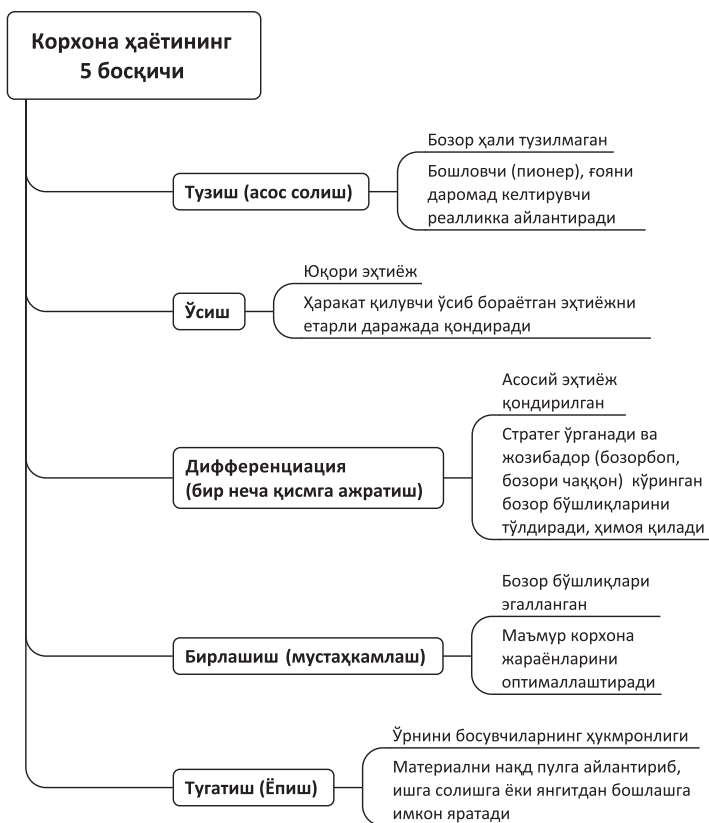 Корхона ҳаётининг
5 босқичи
Тузиш (асос солиш)
Бозор ҳали тузилмаган
Бошловчи (пионер), ғояни
даромад келтирувчи
реалликка айлантиради
Ўсиш
Юқори эҳтиёж
Ҳаракат қилувчи ўсиб бораётган эҳтиёжни
етарли даражада қондиради
Дифференциация
(бир неча қисмга ажратиш)
Асосий эҳтиёж
қондирилган
Стратег ўрганади ва
жозибадор (бозорбоп,
бозори чаққон) кўринган
бозор бўшлиқларини
тўлдиради, ҳимоя қилади
Бирлашиш (мустаҳкамлаш)
Бозор бўшлиқлари
эгалланган
Маъмур корхона
жараёнларини
оптималлаштиради
Тугатиш (Ёпиш)
Ўрнини босувчиларнинг ҳукмронлиги
Материални нақд пулга айлантириб,
ишга солишга ёки янгитдан бошлашга
имкон яратади